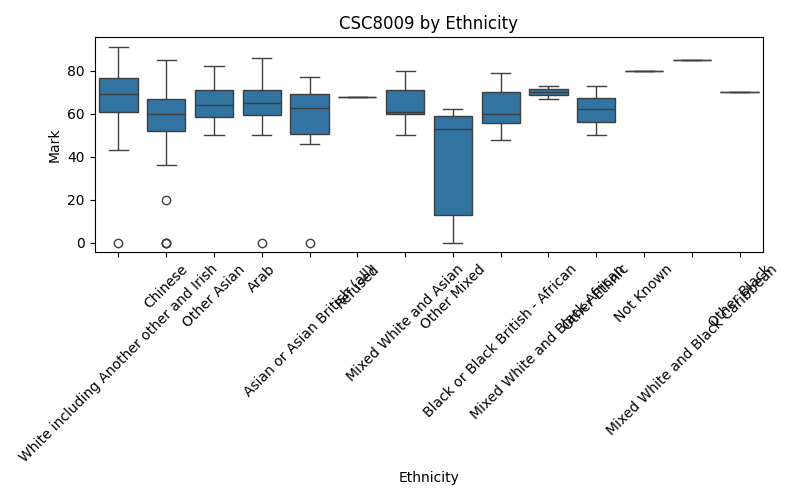 CSC8009 by Ethnicity
Mark
80
60
40
20
0
White including Another other and Irish
Chinese
Other Asian
Arab
Asian or Asian British (all)
Refused
Mixed White and Asian
Other Mixed
Black or Black British - African
Mixed White and Black African
Other Ethnic
Not Known
Mixed White and Black Caribbean
Other Black
Ethnicity